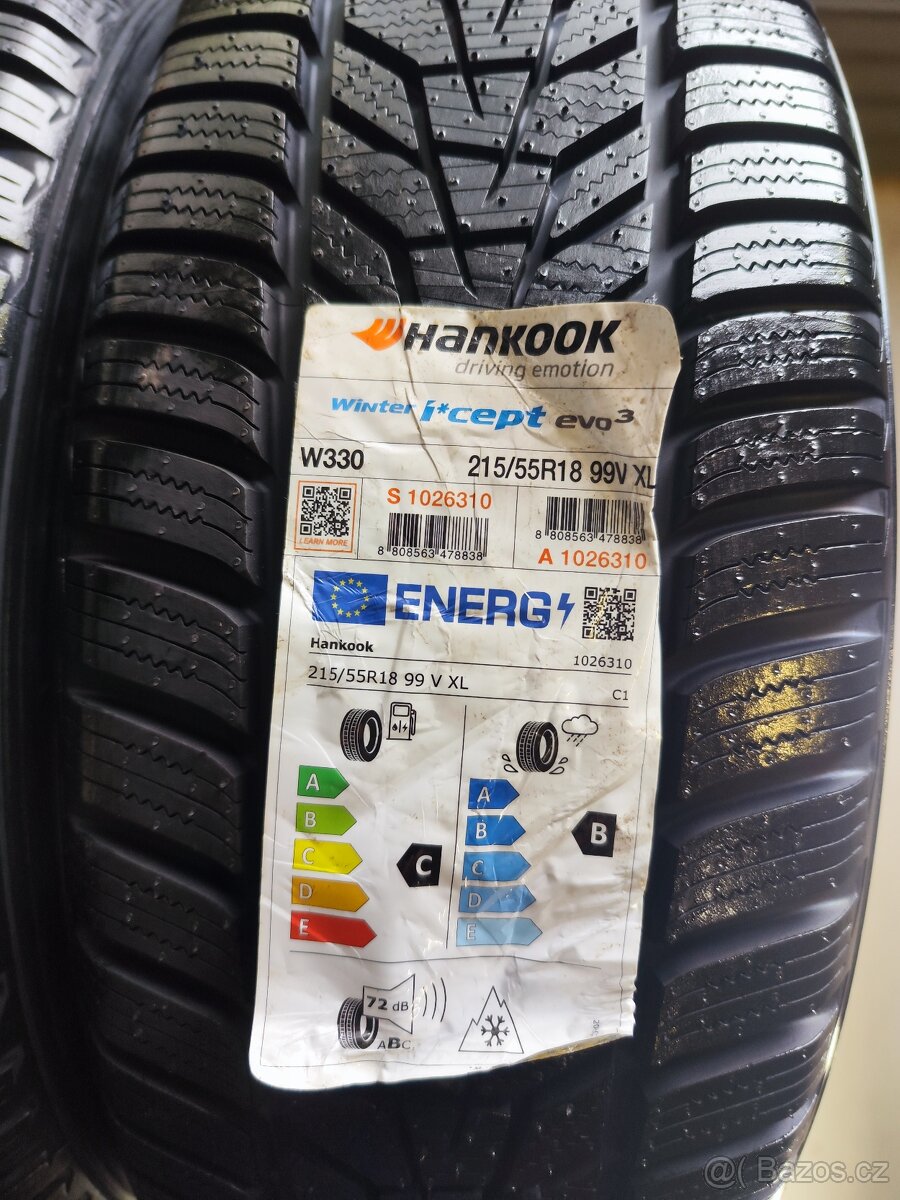 HANKOOK
driving emotion
Winter i*cept evo3
W330 215/55R18 99V XL
S 1026310
LEARN MORE
8 808563 478838
8 808563 478838
A 1026310
ENERG
Hankook 1026310
215/55R18 99 V XL C1
A A
B B B
C C C
D D
E E
72 dB
ABC
@( Bazos.cz